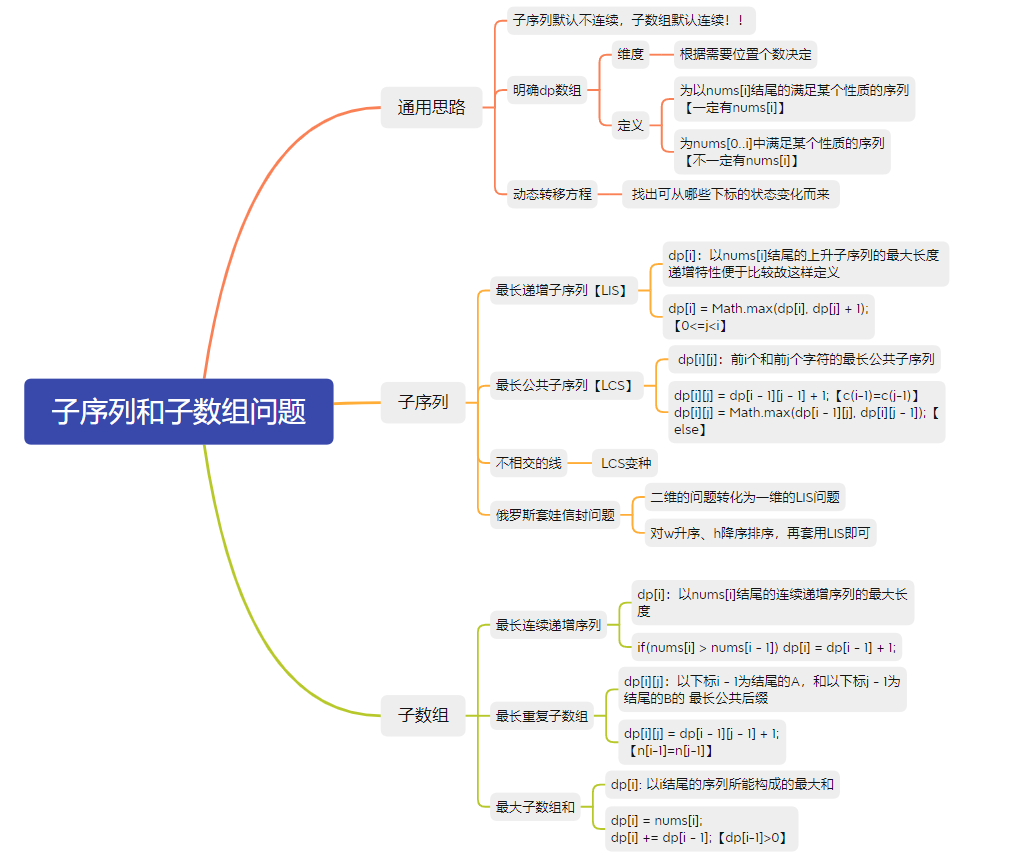 子序列和子数组问题
通用思路
子序列默认不连续，子数组默认连续！！
明确dp数组
维度
根据需要位置个数决定
定义
为以nums[i]结尾的满足某个性质的序列
【一定有nums[i]】
为nums[0..i]中满足某个性质的序列
【不一定有nums[i]】
动态转移方程
找出可从哪些下标的状态变化而来
子序列
最长递增子序列【LIS】
dp[i]：以nums[i]结尾的上升子序列的最大长度
递增特性便于比较故这样定义
dp[i] = Math.max(dp[i], dp[j] + 1);
【0<=j<i】
最长公共子序列【LCS】
dp[i][j]：前i个和前j个字符的最长公共子序列
dp[i][j] = dp[i - 1][j - 1] + 1;【c(i-1)=c(j-1)】
dp[i][j] = Math.max(dp[i - 1][j], dp[i][j - 1]);【
else】
不相交的线
LCS变种
俄罗斯套娃信封问题
二维的问题转化为一维的LIS问题
对w升序、h降序排序，再套用LIS即可
子数组
最长连续递增序列
dp[i]：以nums[i]结尾的连续递增序列的最大长
度
if(nums[i] > nums[i - 1]) dp[i] = dp[i - 1] + 1;
最长重复子数组
dp[i][j]：以下标i - 1为结尾的A，和以下标j - 1为
结尾的B的 最长公共后缀
dp[i][j] = dp[i - 1][j - 1] + 1;
【n[i-1]=n[j-1]】
最大子数组和
dp[i]: 以i结尾的序列所能构成的最大和
dp[i] = nums[i];
dp[i] += dp[i - 1];【dp[i-1]>0】